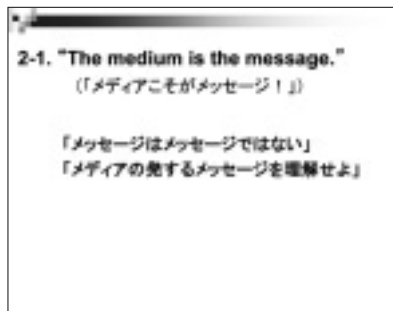 2-1. "The medium is the message."
(「メディアこそがメッセージ！」)
「メッセージはメッセージではない」
「メディアの発するメッセージを理解せよ」